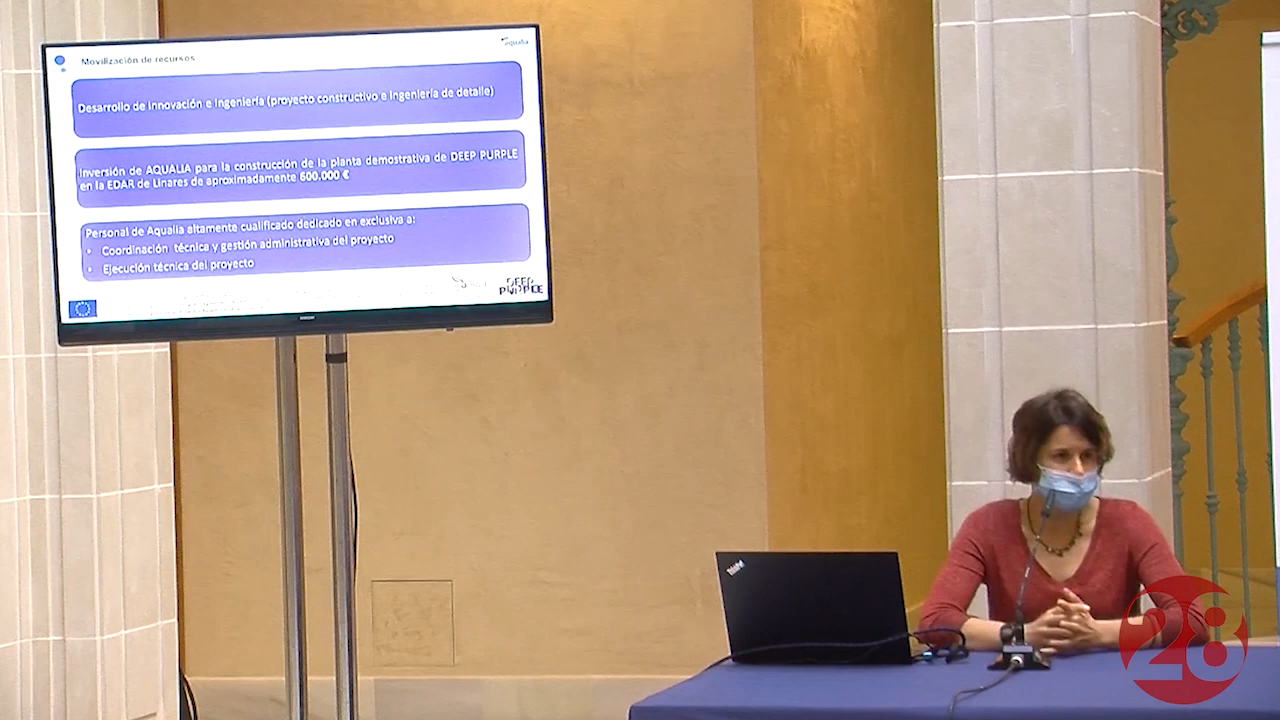 aqualia
Movilización de recursos
Desarrollo de Innovación e Ingeniería (proyecto constructivo e ingeniería de detalle)
Inversión de AQUALIA para la construcción de la planta demostrativa de DEEP PURPLE
en la EDAR de Linares de aproximadamente 600.000 €
Personal de Aqualia altamente cualificado dedicado en exclusiva a:
• Coordinación técnica y gestión administrativa del proyecto
• Ejecución técnica del proyecto
DEEP
PURPLE
ThinkPad
28